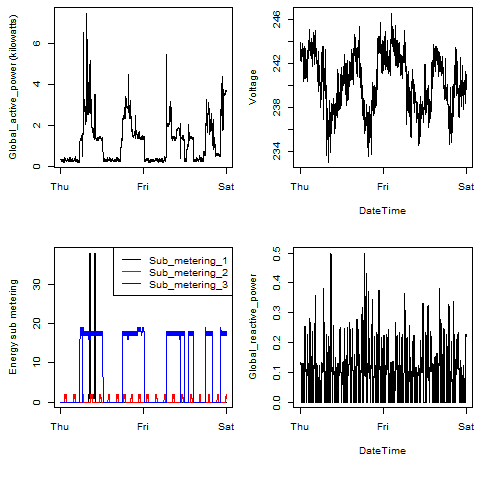 Global_active_power (kilowatts)
0 2 4 6
Thu Fri Sat
Voltage
234 238 242 246
Thu Fri Sat
DateTime
Energy sub metering
0 10 20 30
Sub_metering_1
Sub_metering_2
Sub_metering_3
Thu Fri Sat
Global_reactive_power
0.0 0.1 0.2 0.3 0.4 0.5
Thu Fri Sat
DateTime